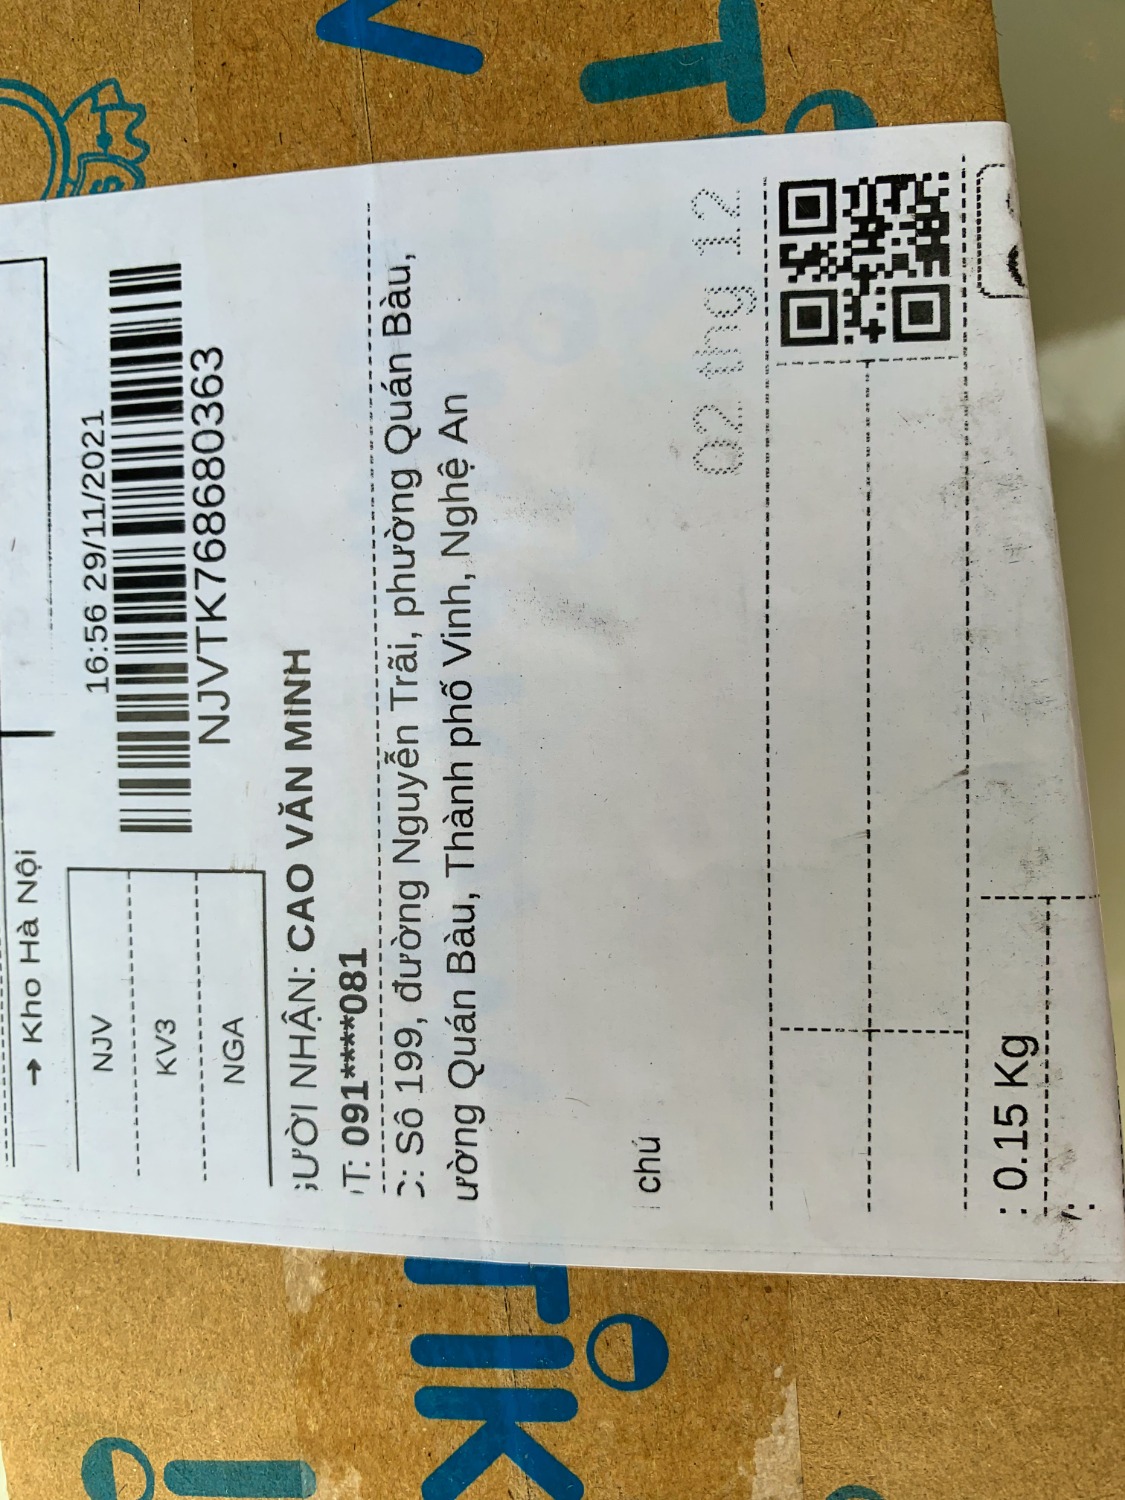 → Kho Hà Nội
NJV
KV3
NGA
16:56 29/11/2021
NJVTK768680363
ƯỜI NHẬN: CAO VĂN MINH
T: 091****081
: Số 199, đường Nguyễn Trãi, phường Quán Bàu,
ường Quán Bàu, Thành phố Vinh, Nghệ An
chú
02 thg 12
: 0.15 Kg
TIKI